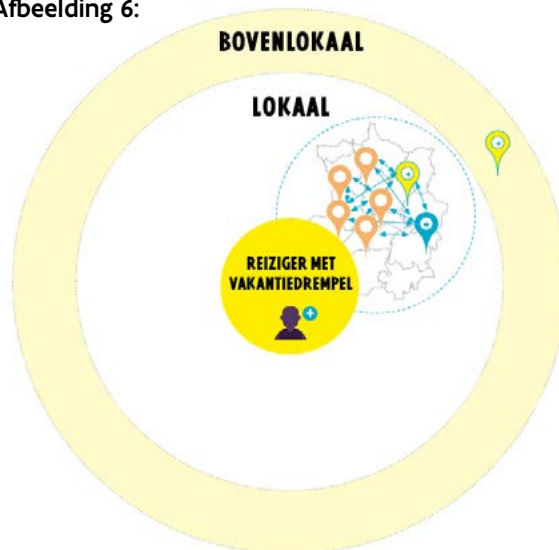 Afbeelding 6:
BOVENLOKAAL
LOKAAL
REIZIGER MET
VAKANTIEDREMPEL